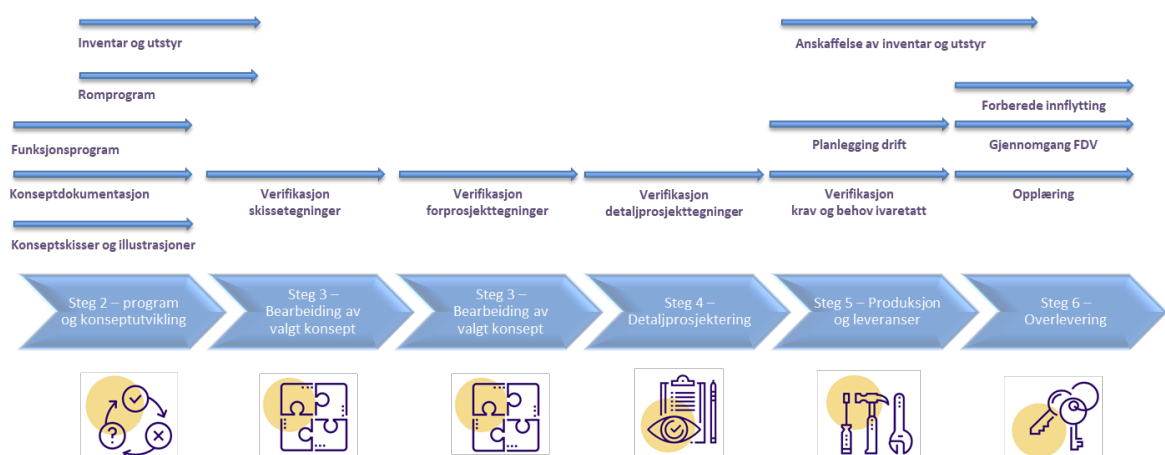 Inventar og utstyr
Anskaffelse av inventar og utstyr
Romprogram
Forberede innflytting
Funksjonsprogram
Planlegging drift
Gjennomgang FDV
Konseptdokumentasjon
Verifikasjon
skissetegninger
Verifikasjon
forprosjekttegninger
Verifikasjon
detaljprosjekttegninger
Verifikasjon
krav og behov ivaretatt
Opplæring
Konseptskisser og illustrasjoner
Steg 2 – program
og konseptutvikling
Steg 3 –
Bearbeiding av
valgt konsept
Steg 3 –
Bearbeiding av
valgt konsept
Steg 4 –
Detaljprosjektering
Steg 5 – Produksjon
og leveranser
Steg 6 –
Overlevering
?